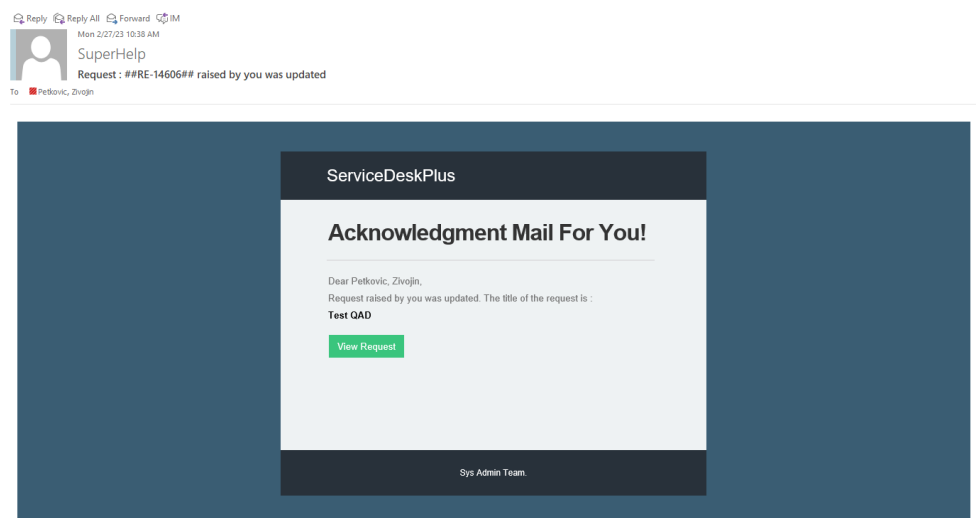 Reply Reply All Forward IM
Mon 2/27/23 10:38 AM
SuperHelp
Request : ##RE-14606## raised by you was updated
To Petkovic, Zivojin
ServiceDeskPlus
Acknowledgment Mail For You!
Dear Petkovic, Zivojin,
Request raised by you was updated. The title of the request is :
Test QAD
View Request
Sys Admin Team.